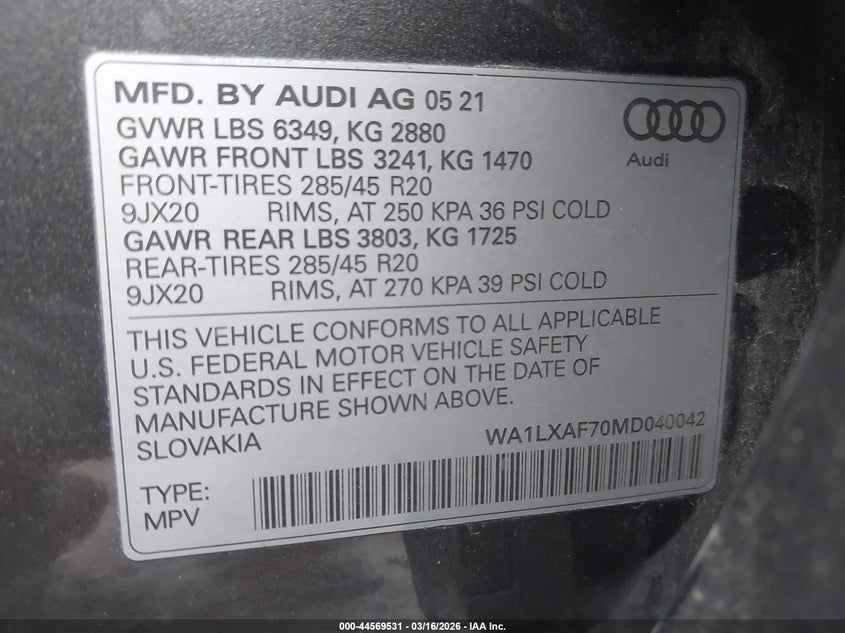 MFD. BY AUDI AG 05 21
GVWR LBS 6349, KG 2880
GAWR FRONT LBS 3241, KG 1470
FRONT-TIRES 285/45 R20
9JX20 RIMS, AT 250 KPA 36 PSI COLD
GAWR REAR LBS 3803, KG 1725
REAR-TIRES 285/45 R20
9JX20 RIMS, AT 270 KPA 39 PSI COLD
Audi
THIS VEHICLE CONFORMS TO ALL APPLICABLE
U.S. FEDERAL MOTOR VEHICLE SAFETY
STANDARDS IN EFFECT ON THE DATE OF
MANUFACTURE SHOWN ABOVE.
SLOVAKIA WA1LXAF70MD040042
TYPE:
MPV
000-44569531 - 03/16/2026 - IAA Inc.